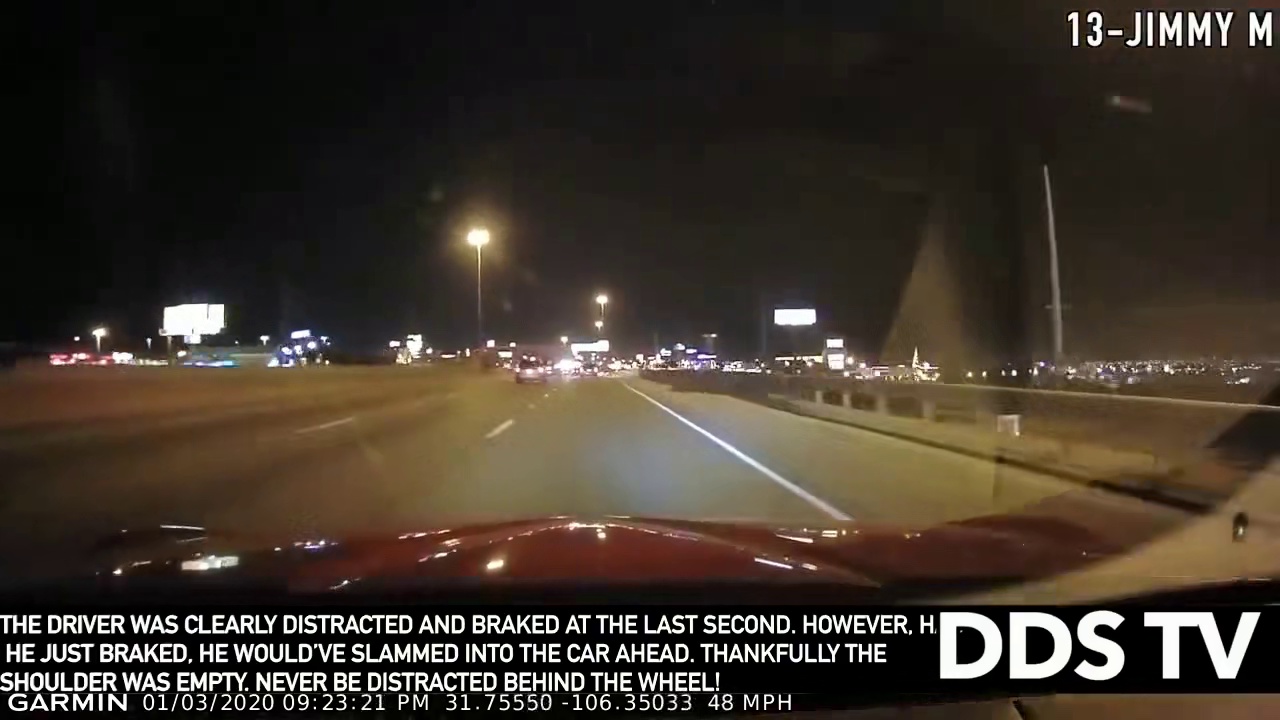 13-JIMMY M
THE DRIVER WAS CLEARLY DISTRACTED AND BRAKED AT THE LAST SECOND. HOWEVER,
HE JUST BRAKED, HE WOULD'VE SLAMMED INTO THE CAR AHEAD. THANKFULLY THE
SHOULDER WAS EMPTY. NEVER BE DISTRACTED BEHIND THE WHEEL!
DDS TV
GARMIN 01/03/2020 09:23:21 PM 31.75550 -106.35033 48 MPH